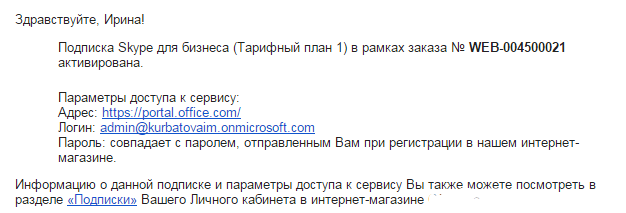 Здравствуйте, Ирина!
Подписка Skype для бизнеса (Тарифный план 1) в рамках заказа № WEB-004500021
активирована.
Параметры доступа к сервису:
Адрес: https://portal.office.com/
Логин: admin@kurbatovaim.onmicrosoft.com
Пароль: совпадает с паролем, отправленным Вам при регистрации в нашем интернет-
магазине.
Информацию о данной подписке и параметры доступа к сервису Вы также можете посмотреть в
разделе «Подписки» Вашего Личного кабинета в интернет-магазине